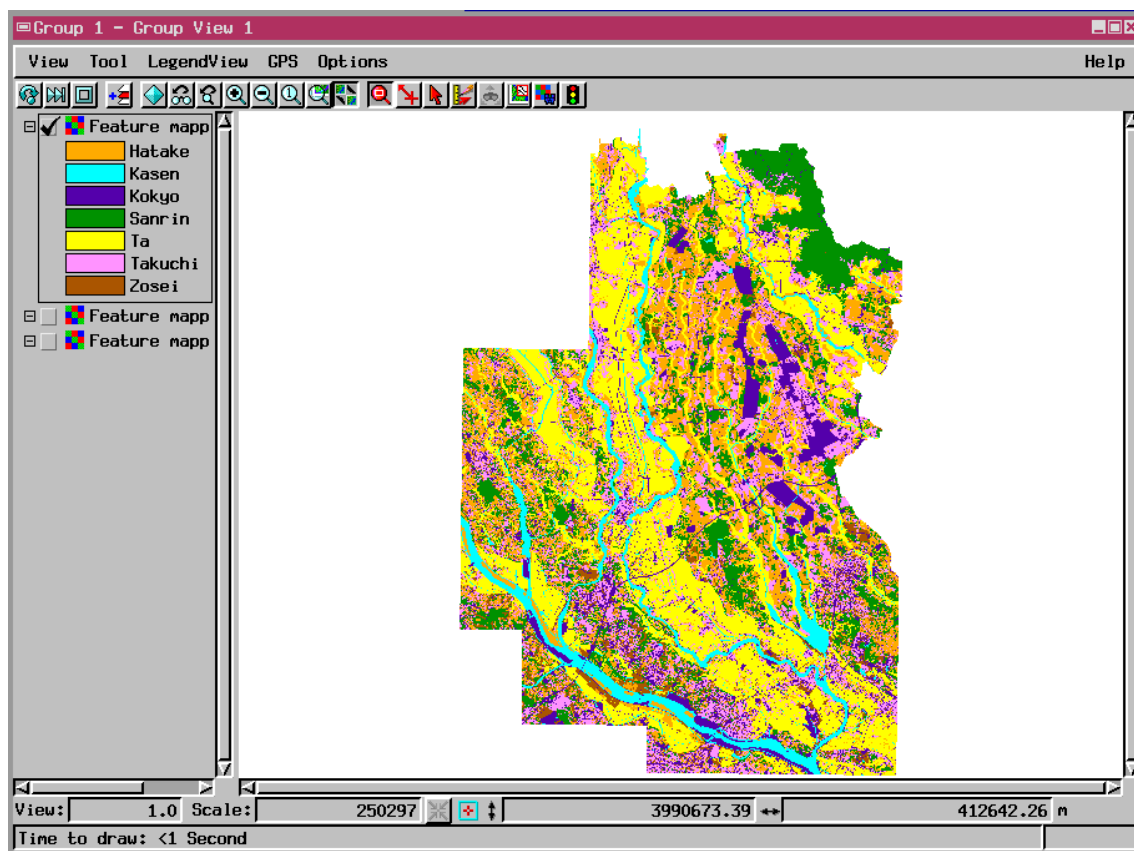 Group 1 - Group View 1
View Tool LegendView GPS Options Help
Feature mapp
Hatake
Kasen
Kokyo
Sanrin
Ta
Takuchi
Zosei
Feature mapp
Feature mapp
View: 1.0 Scale: 250297 3990673.39 412642.26 m
Time to draw: <1 Second